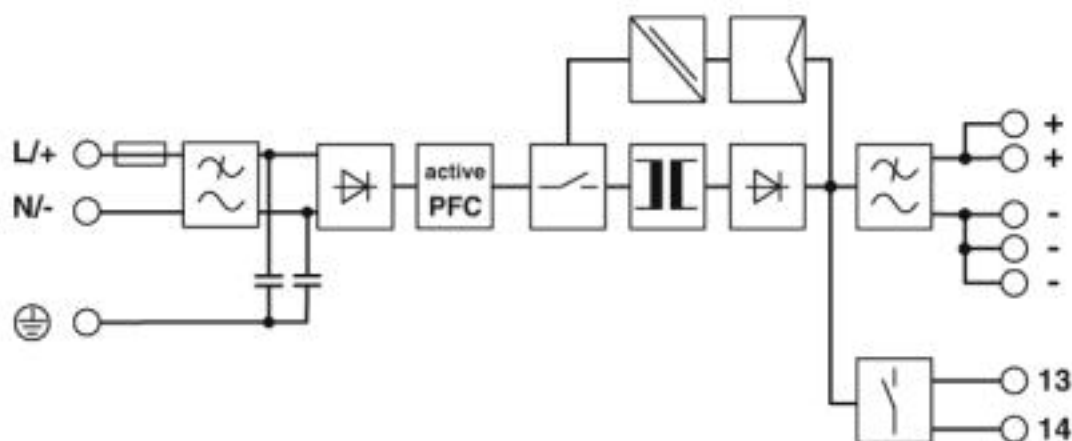 L/+
N/-
active
PFC
+
+
-
-
-
13
14